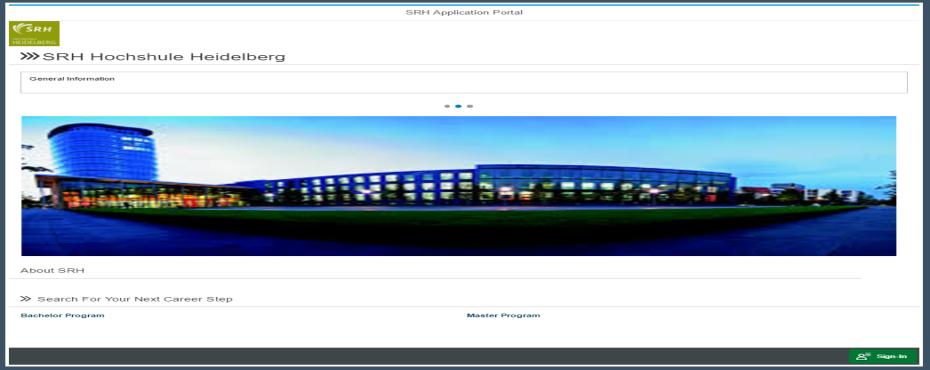 SRH Application Portal
SRH
HEIDELBERG
SRH Hochshule Heidelberg
General Information
About SRH
Search For Your Next Career Step
Bachelor Program
Master Program
Sign-In